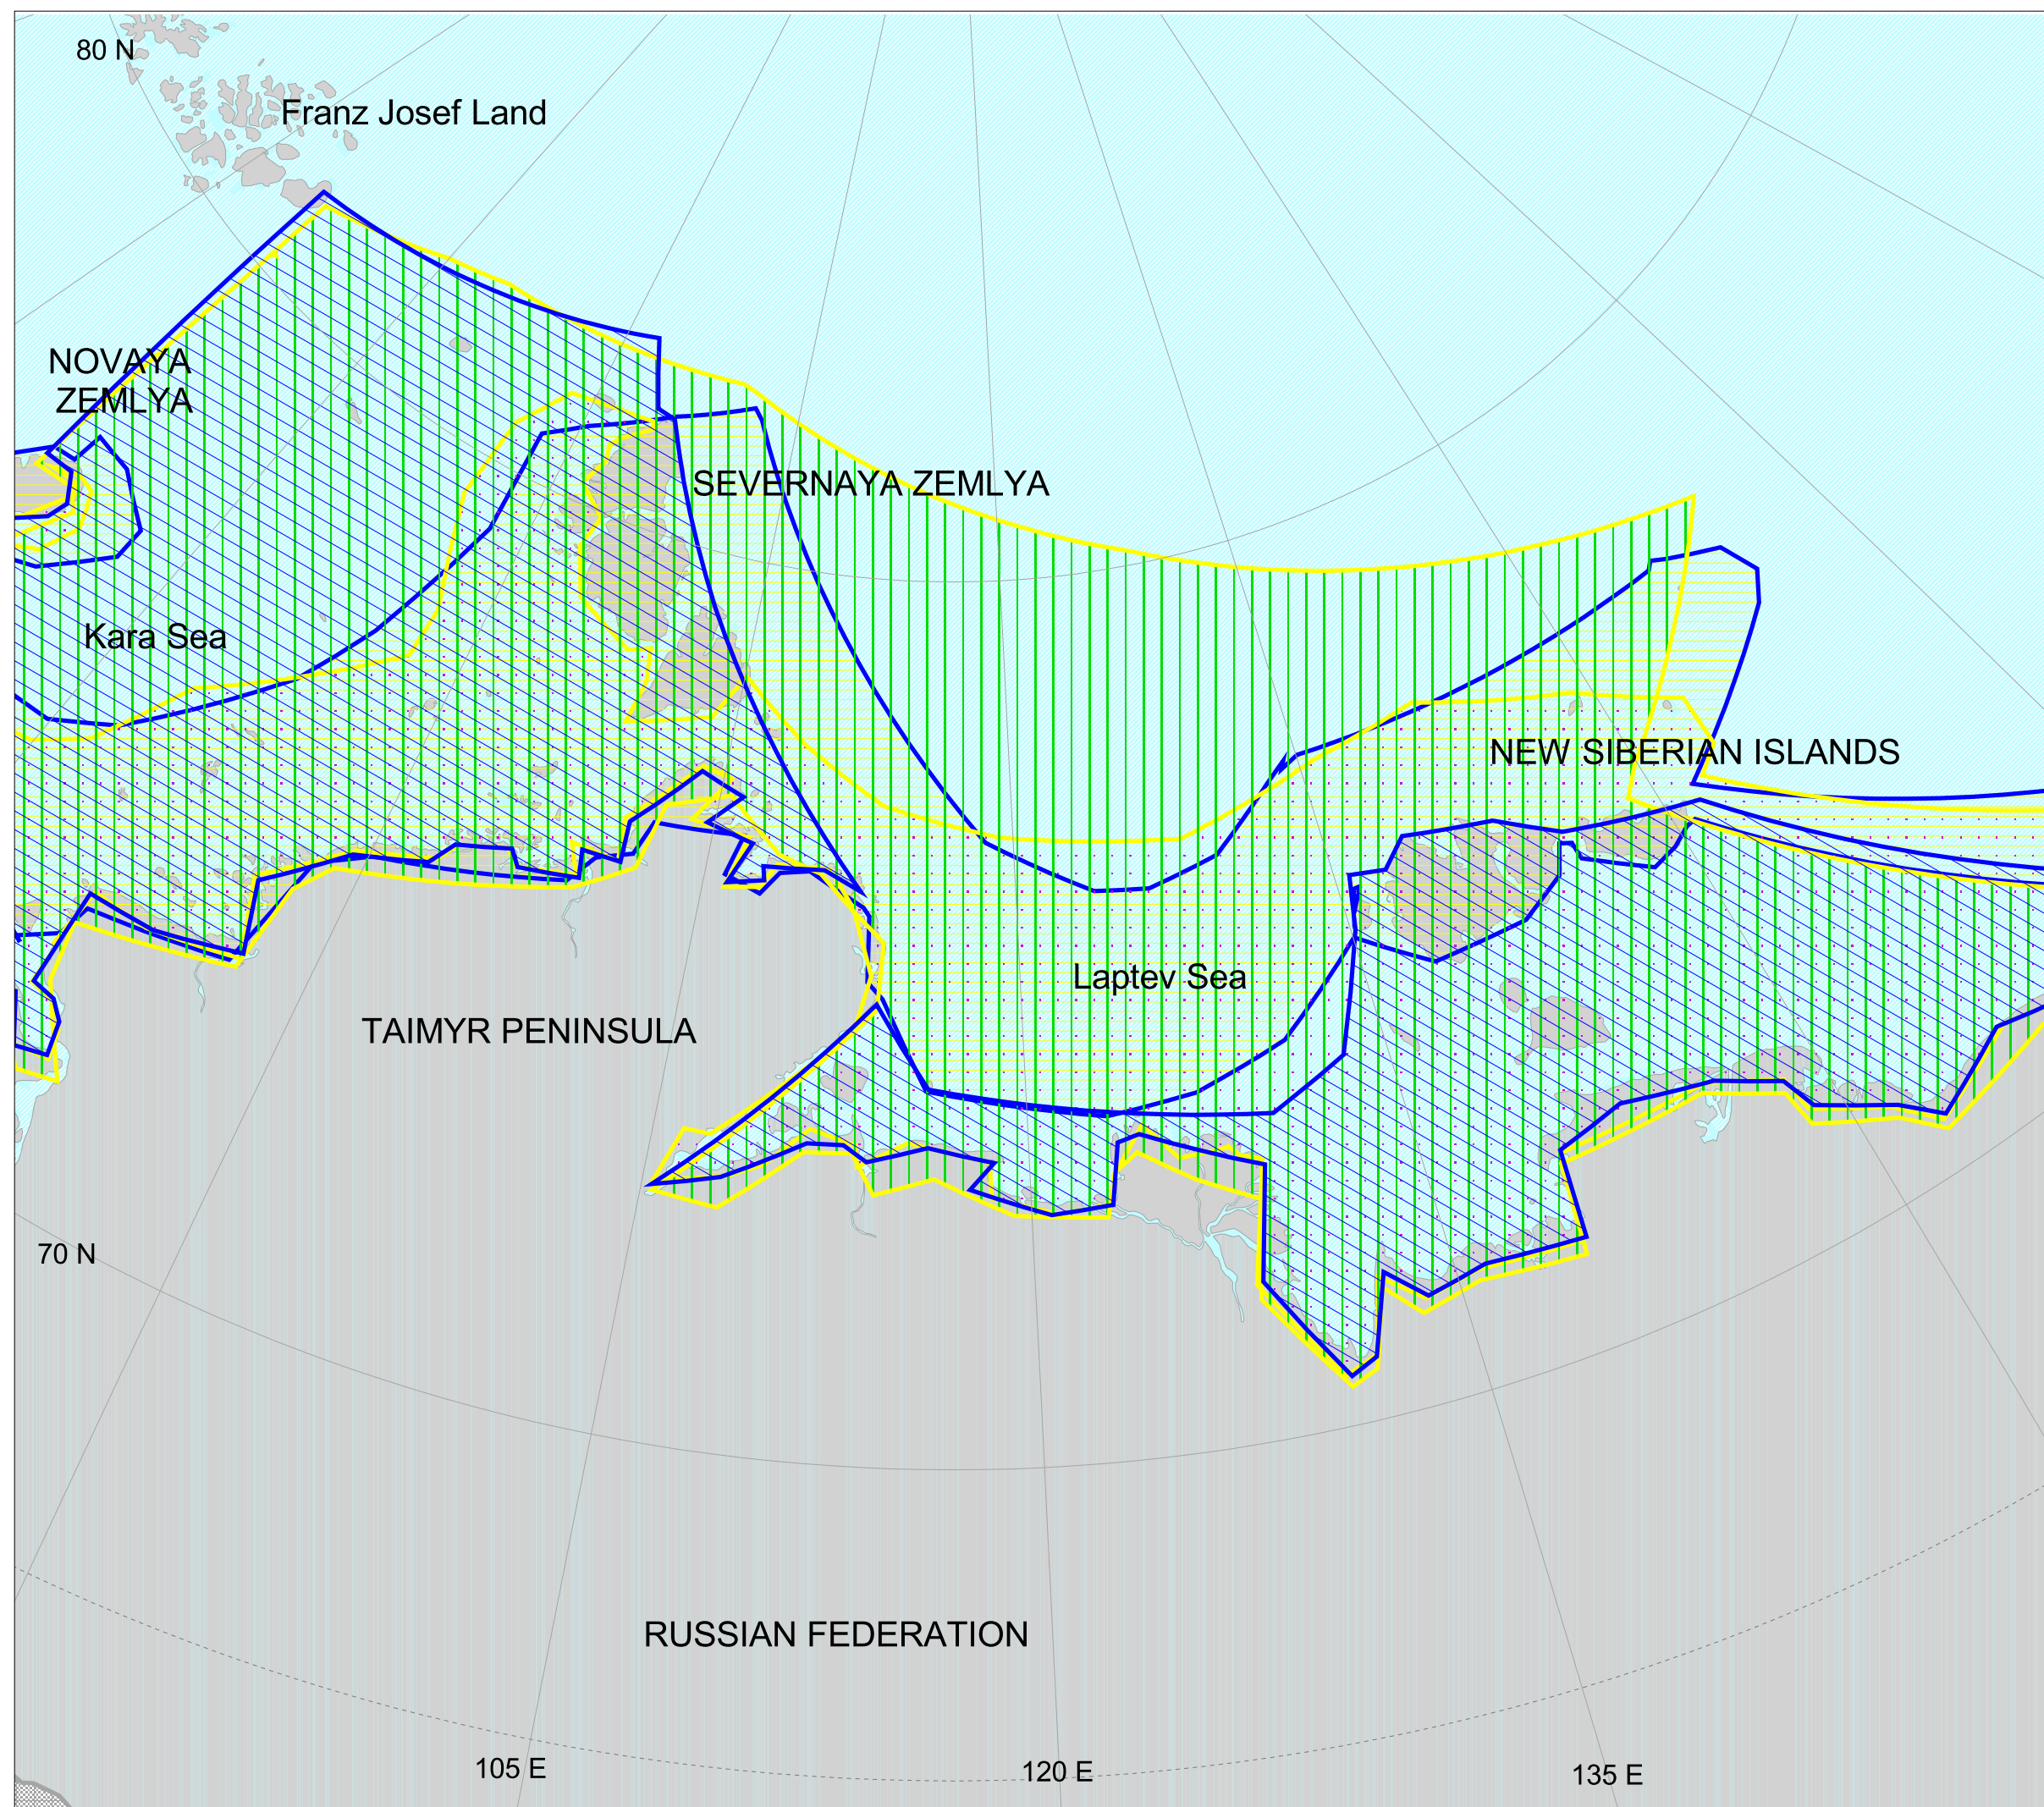 80 N
Franz Josef Land
NOVAYA
ZEMLYA
SEVERNAYA ZEMLYA
Kara Sea
NEW SIBERIAN ISLANDS
Laptev Sea
TAIMYR PENINSULA
70 N
RUSSIAN FEDERATION
105 E
120 E
135 E